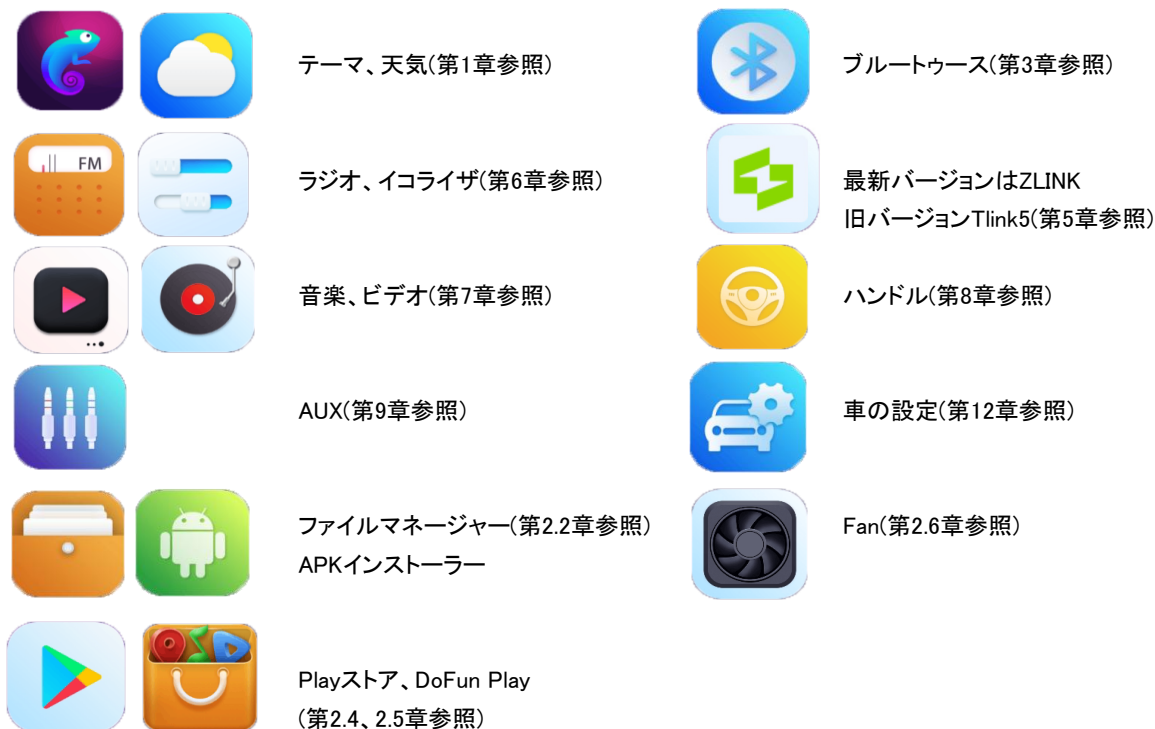 テーマ、天気(第1章参照)
ブルートゥース(第3章参照)
FM
ラジオ、イコライザ(第6章参照)
最新バージョンはZLINK
旧バージョンTlink5(第5章参照)
音楽、ビデオ(第7章参照)
ハンドル(第8章参照)
AUX(第9章参照)
車の設定(第12章参照)
ファイルマネージャー(第2.2章参照)
APKインストーラー
Fan(第2.6章参照)
Playストア、DoFun Play
(第2.4、2.5章参照)